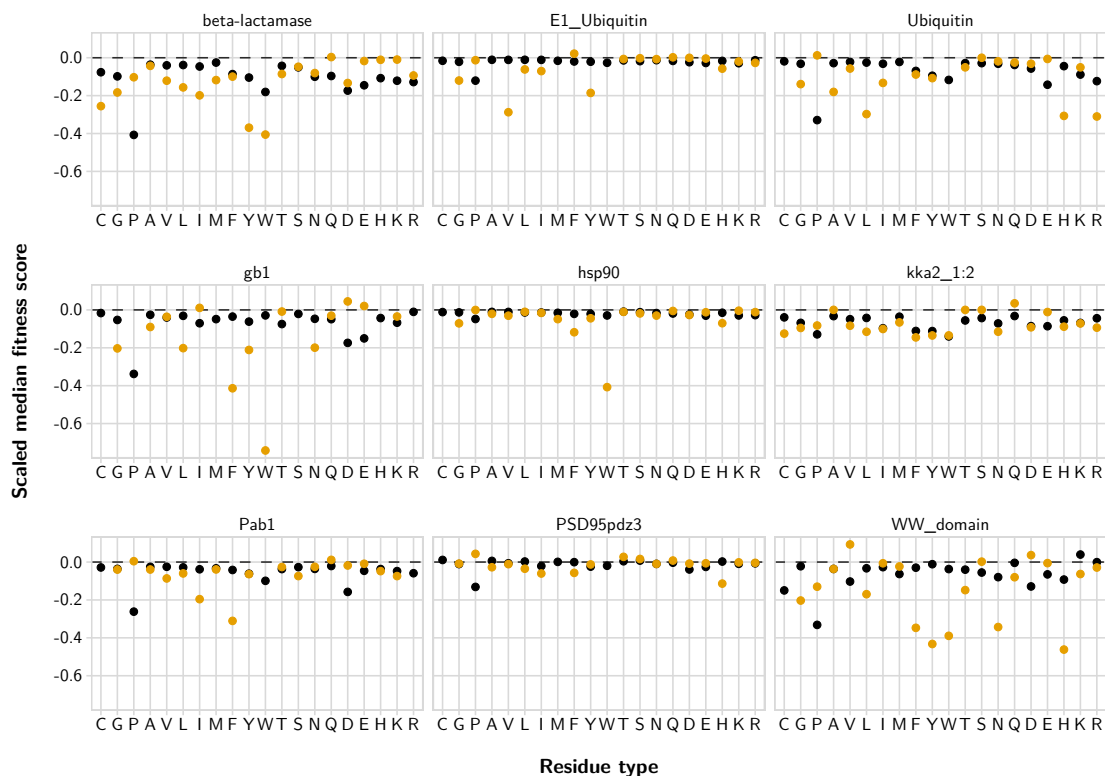 beta-lactamase E1_Ubiquitin Ubiquitin
0.0
-0.2
-0.4
-0.6
C G P A V L I M F Y W T S N Q D E H K R C G P A V L I M F Y W T S N Q D E H K R C G P A V L I M F Y W T S N Q D E H K R
gb1 hsp90 kka2_1:2
0.0
-0.2
-0.4
-0.6
C G P A V L I M F Y W T S N Q D E H K R C G P A V L I M F Y W T S N Q D E H K R C G P A V L I M F Y W T S N Q D E H K R
Pab1 PSD95pdz3 WW_domain
0.0
-0.2
-0.4
-0.6
C G P A V L I M F Y W T S N Q D E H K R C G P A V L I M F Y W T S N Q D E H K R C G P A V L I M F Y W T S N Q D E H K R
Scaled median fitness score
Residue type